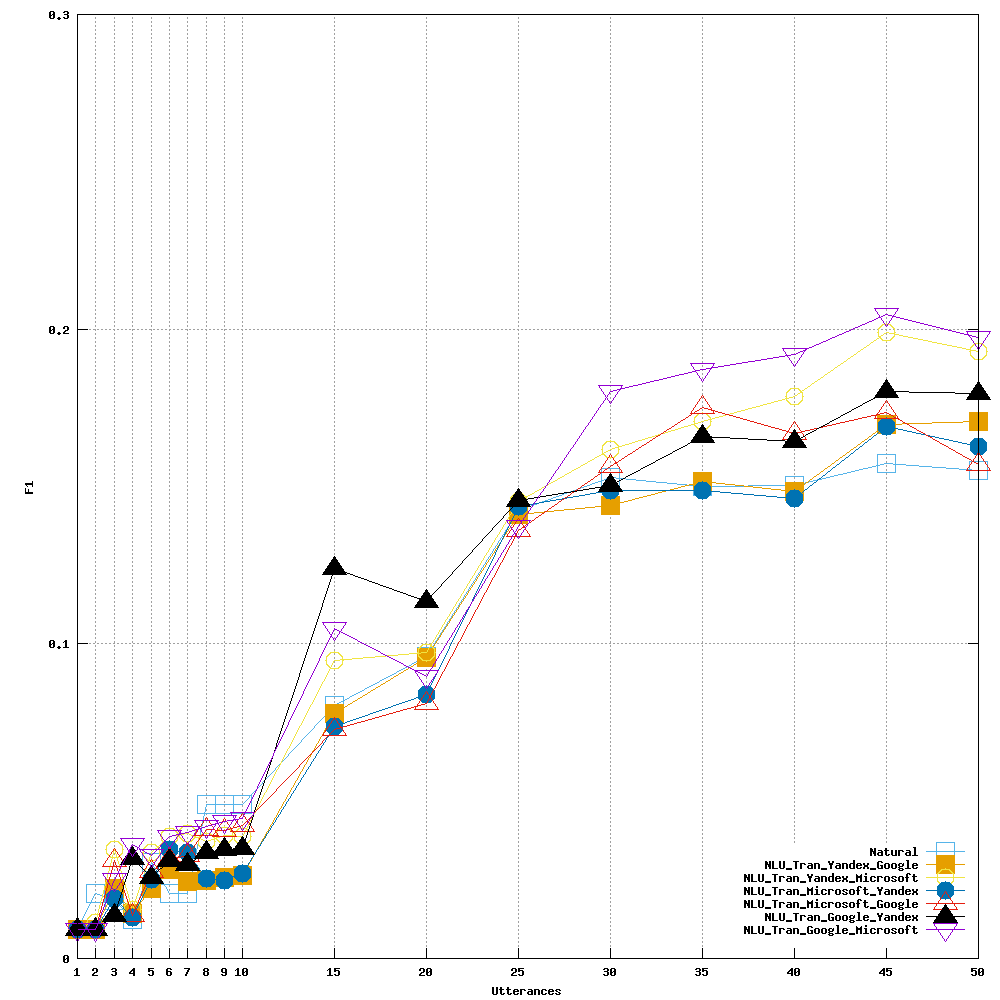 0.3
0.2
0.1
0
F1
Natural
NLU_Tran_Yandex_Google
NLU_Tran_Yandex_Microsoft
NLU_Tran_Microsoft_Yandex
NLU_Tran_Microsoft_Google
NLU_Tran_Google_Yandex
NLU_Tran_Google_Microsoft
1 2 3 4 5 6 7 8 9 10 15 20 25 30 35 40 45 50
Utterances